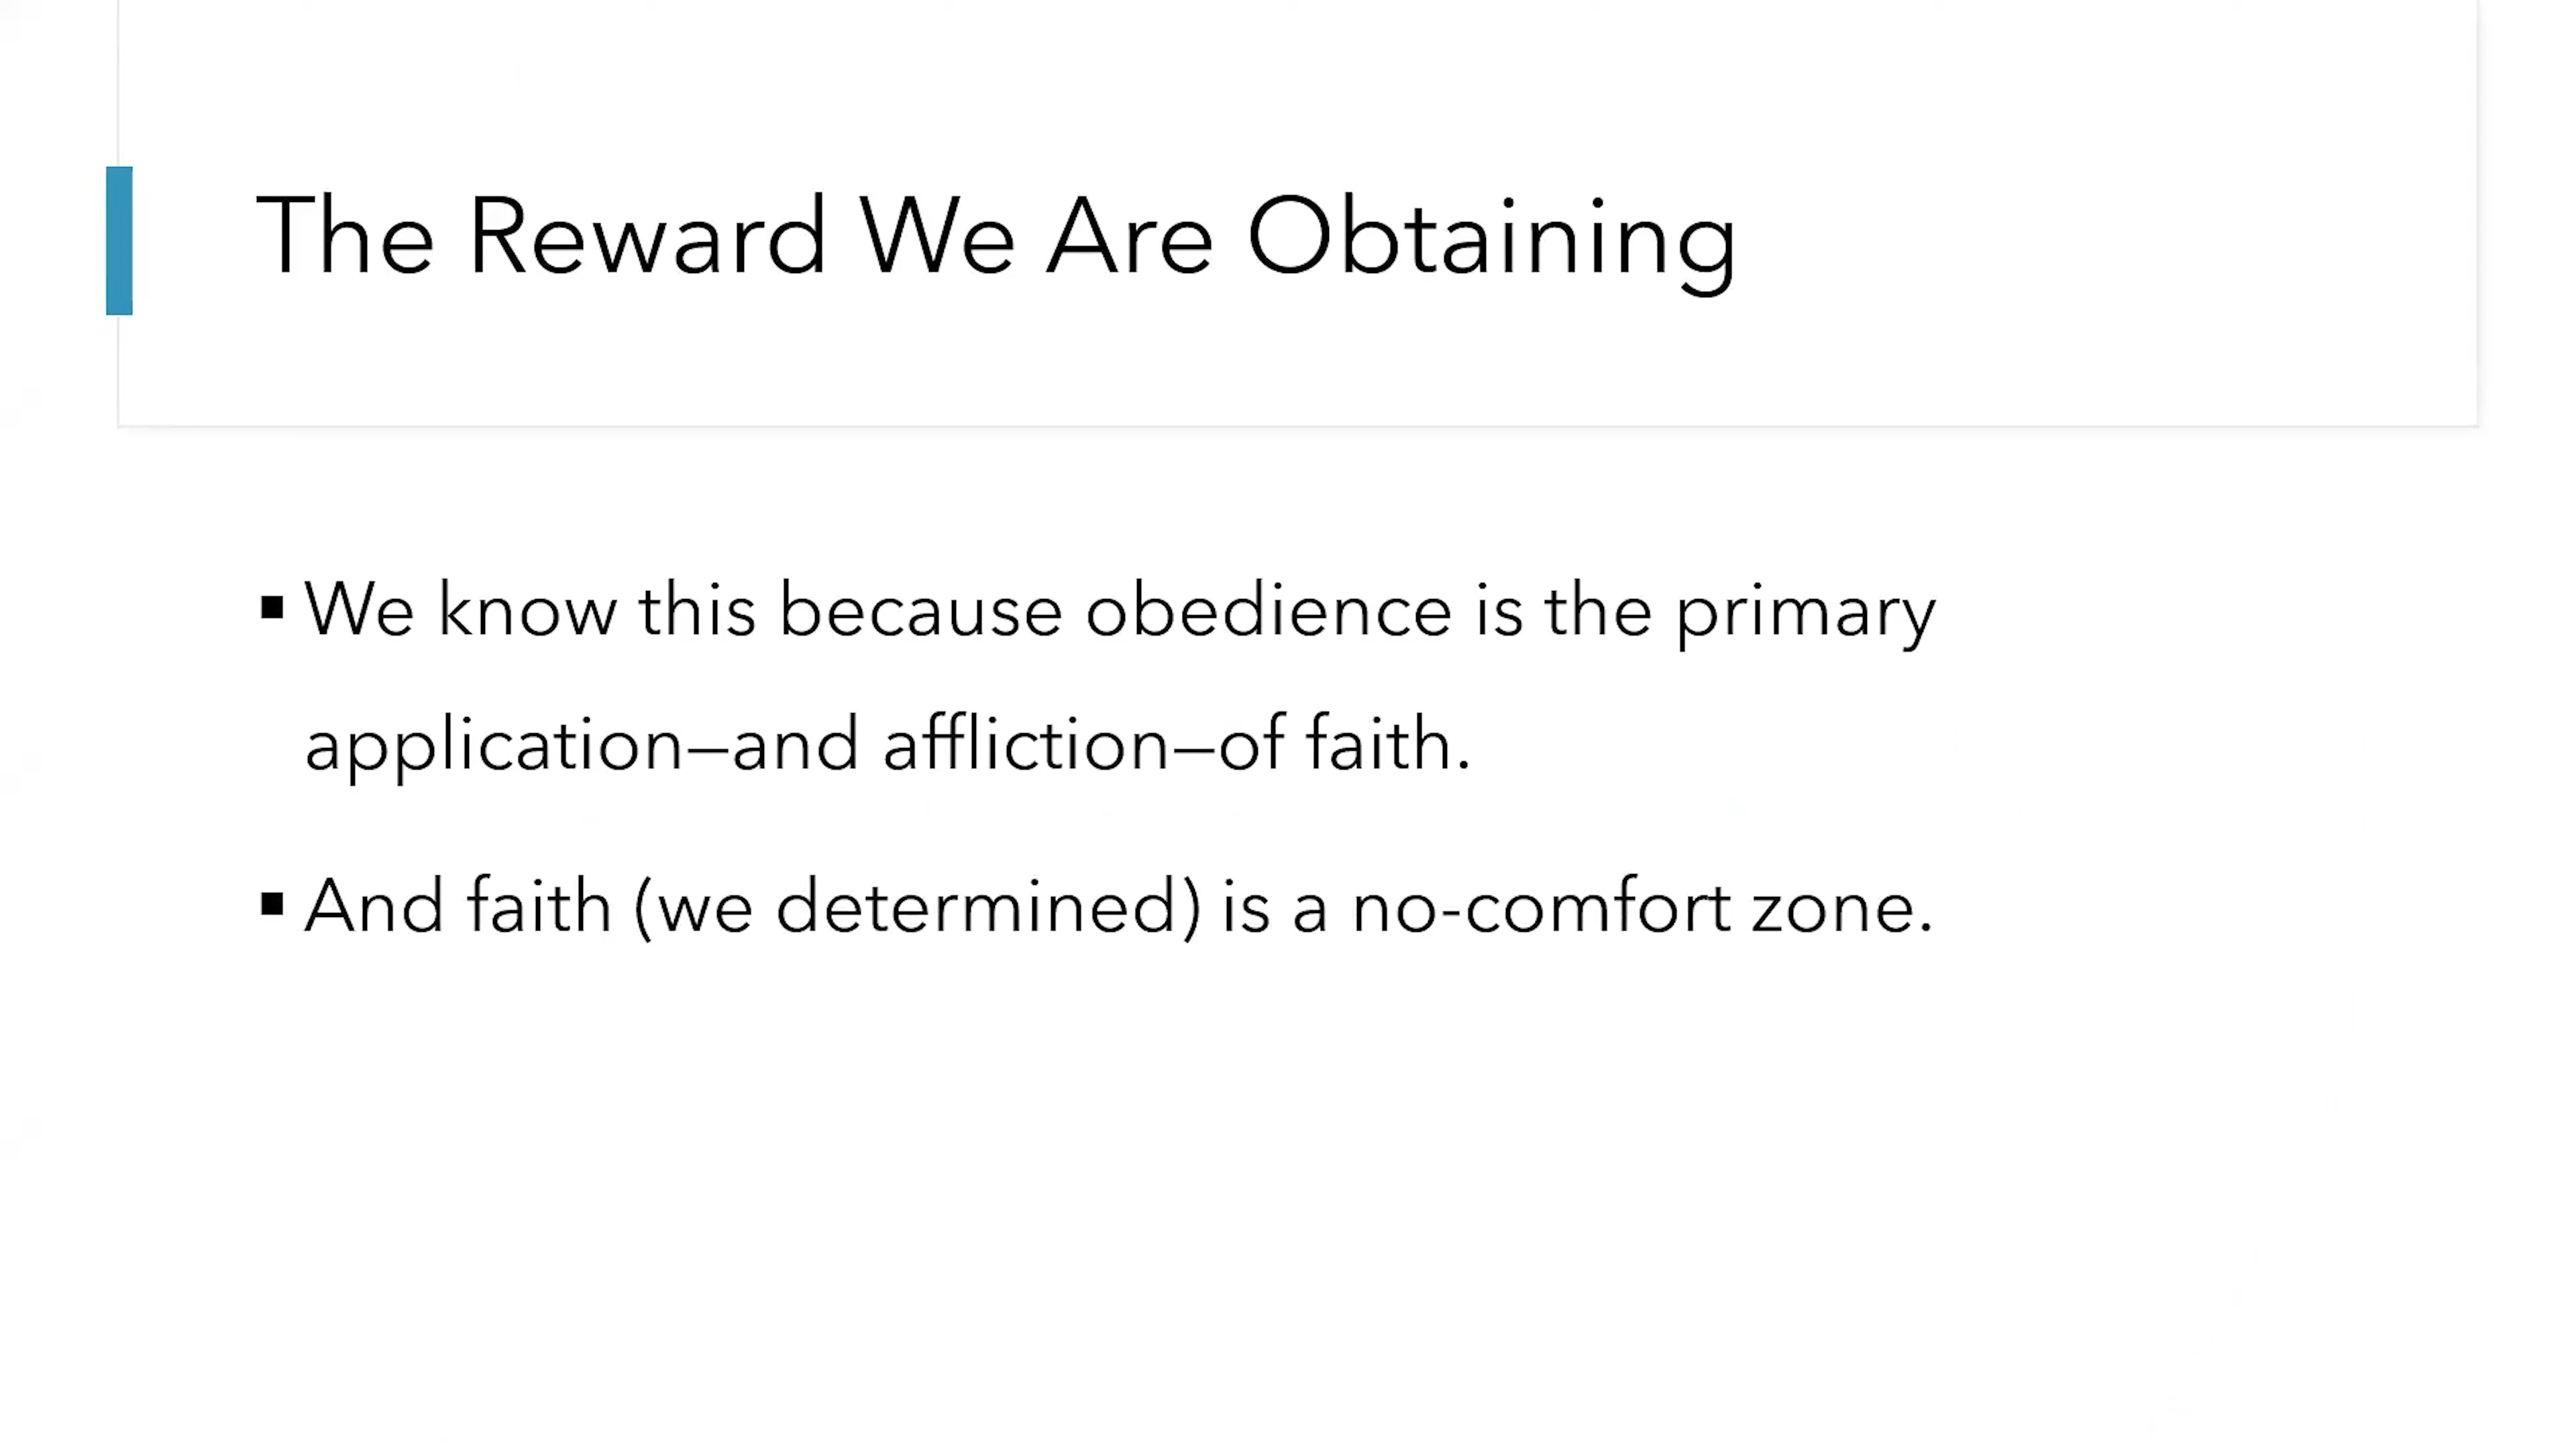 The Reward We Are Obtaining
▪ We know this because obedience is the primary
application—and affliction—of faith.
▪ And faith (we determined) is a no-comfort zone.